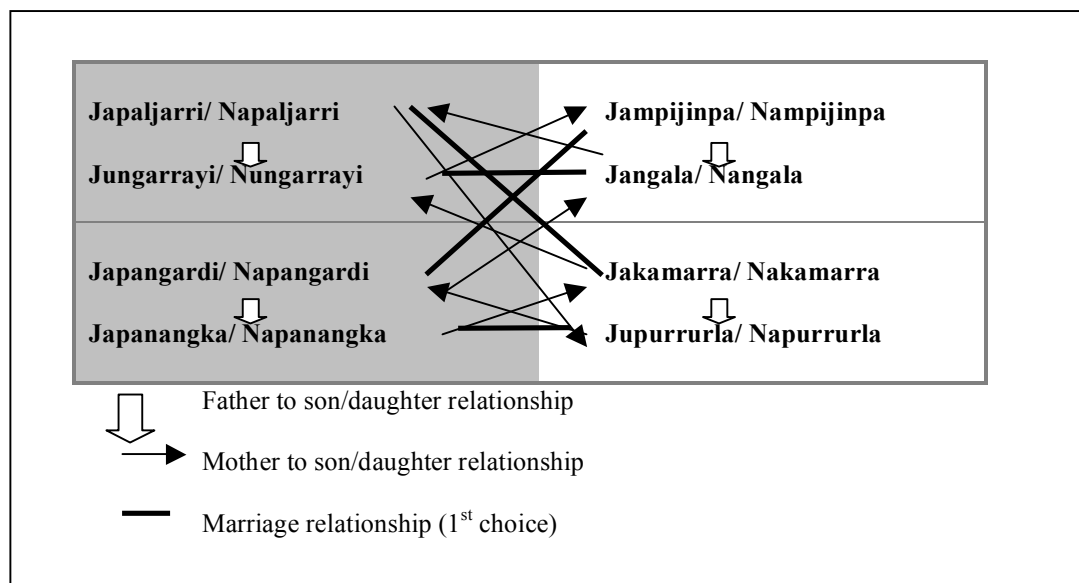 Japaljarri/ Napaljarri
Jampijinpa/ Nampijinpa
Jungarrayi/ Nungarrayi
Jangala/ Nangala
Japangardi/ Napangardi
Jakamarra/ Nakamarra
Japanangka/ Napanangka
Jupurrurla/ Napurrurla
Father to son/daughter relationship
Mother to son/daughter relationship
Marriage relationship (1st choice)